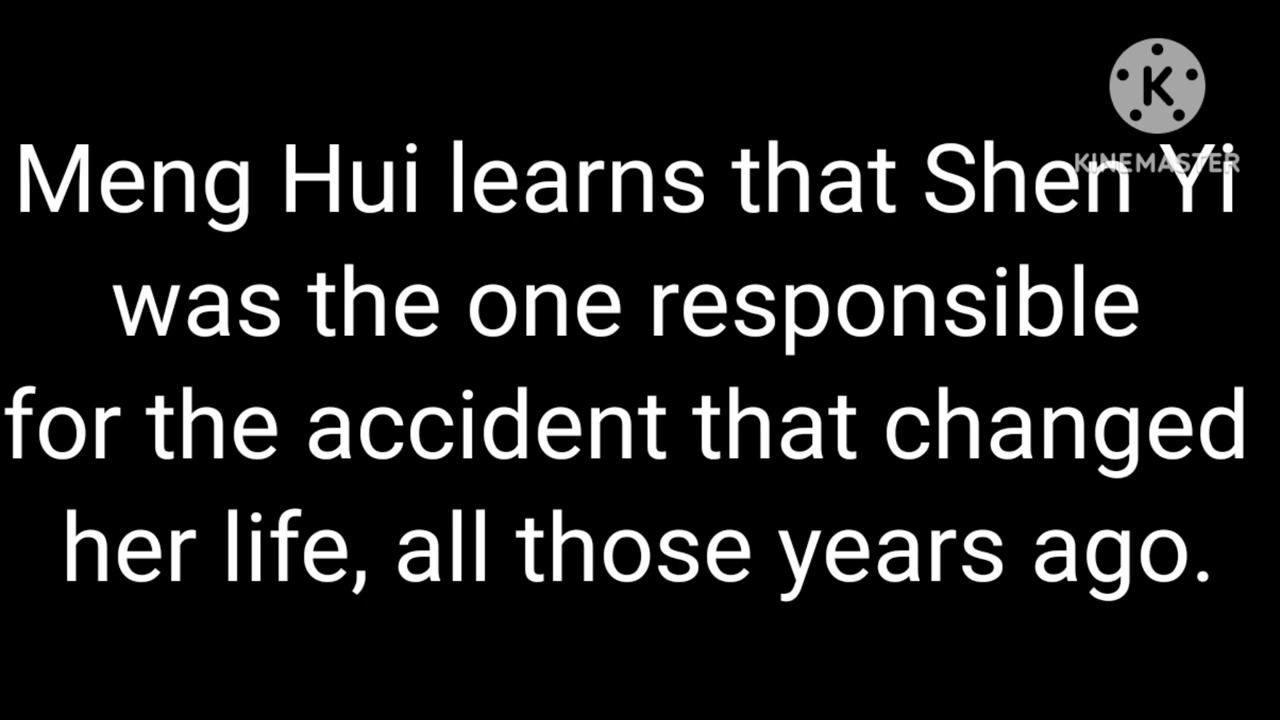 K
KINEMASTER
Meng Hui learns that Shen Yi
was the one responsible
for the accident that changed
her life, all those years ago.